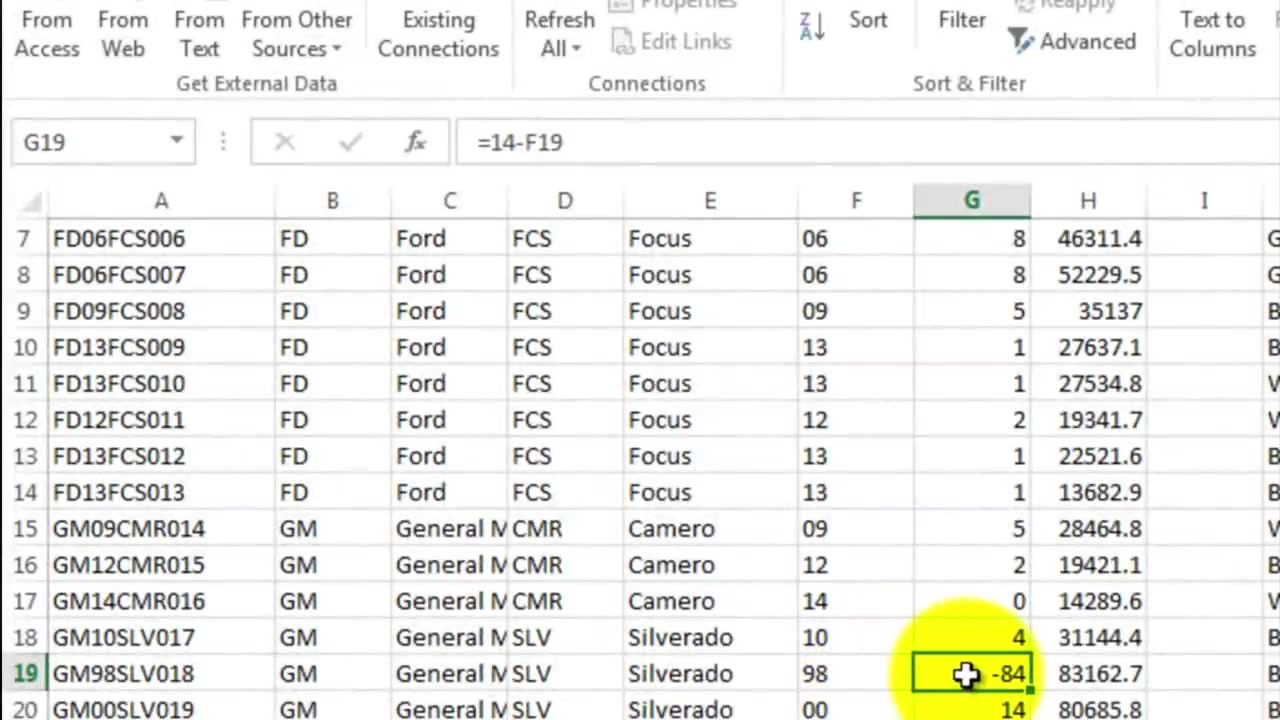 From Access
From Web
From Text
From Other Sources
Existing Connections
Refresh All
Properties
Edit Links
Sort
Filter
Reapply
Advanced
Text to Columns
Get External Data
Connections
Sort & Filter
G19
fx
=14-F19
A B C D E F G H I
7 FD06FCS006 FD Ford FCS Focus 06 8 46311.4 G
8 FD06FCS007 FD Ford FCS Focus 06 8 52229.5 G
9 FD09FCS008 FD Ford FCS Focus 09 5 35137 B
10 FD13FCS009 FD Ford FCS Focus 13 1 27637.1 B
11 FD13FCS010 FD Ford FCS Focus 13 1 27534.8 W
12 FD12FCS011 FD Ford FCS Focus 12 2 19341.7 W
13 FD13FCS012 FD Ford FCS Focus 13 1 22521.6 B
14 FD13FCS013 FD Ford FCS Focus 13 1 13682.9 B
15 GM09CMR014 GM General M CMR Camero 09 5 28464.8 W
16 GM12CMR015 GM General M CMR Camero 12 2 19421.1 B
17 GM14CMR016 GM General M CMR Camero 14 0 14289.6 W
18 GM10SLV017 GM General M SLV Silverado 10 4 31144.4 B
19 GM98SLV018 GM General M SLV Silverado 98 -84 83162.7 B
20 GM00SLV019 GM General M SLV Silverado 00 14 80685.8 B